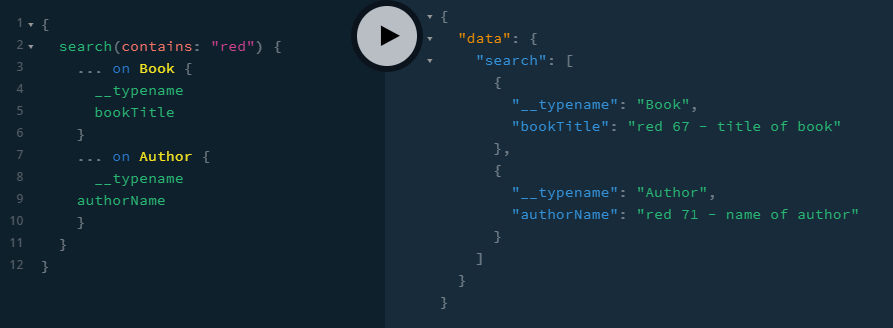 1 {
2   search(contains: "red") {
3     ... on Book {
4       __typename
5       bookTitle
6     }
7     ... on Author {
8       __typename
9     authorName
10     }
11   }
12 }
{
  "data": {
    "search": [
      {
        "__typename": "Book",
        "bookTitle": "red 67 - title of book"
      },
      {
        "__typename": "Author",
        "authorName": "red 71 - name of author"
      }
    ]
  }
}